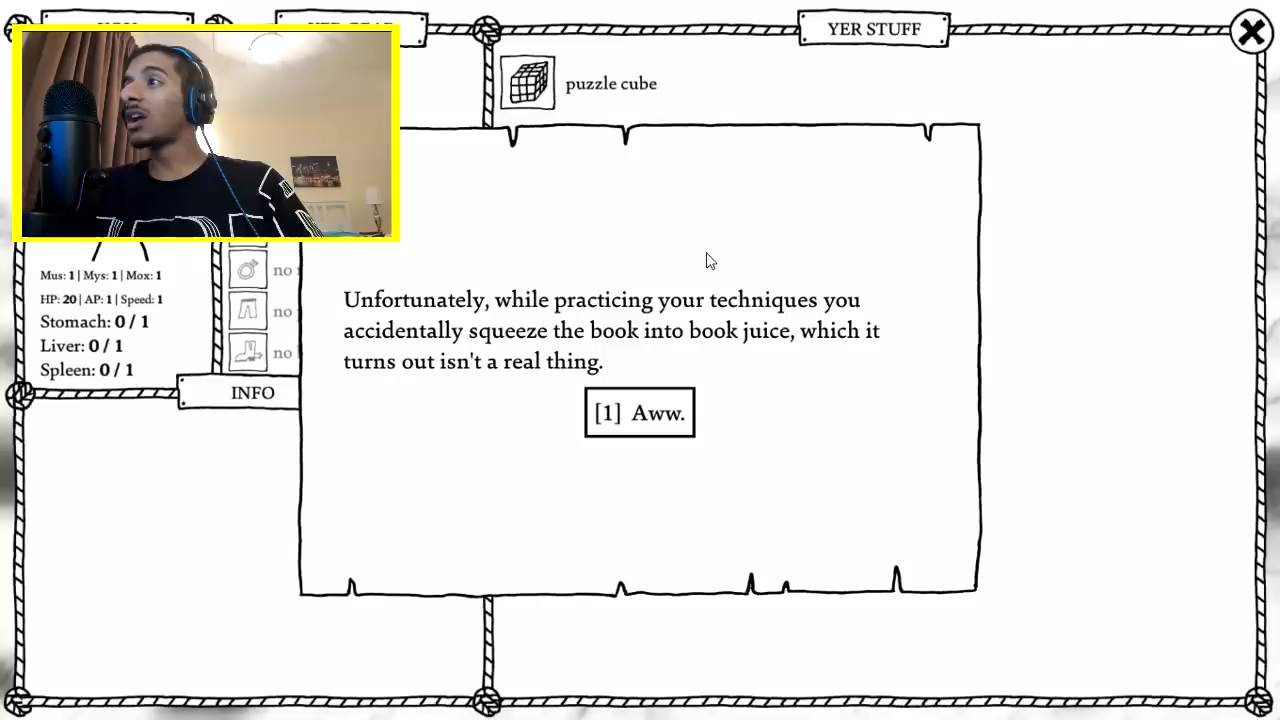 YER STUFF
puzzle cube
Mus: 1 | Mys: 1 | Mox: 1
HP: 20 | AP: 1 | Speed: 1
Stomach: 0 / 1
Liver: 0 / 1
Spleen: 0 / 1
no
no
no
INFO
Unfortunately, while practicing your techniques you
accidentally squeeze the book into book juice, which it
turns out isn't a real thing.
[1] Aww.